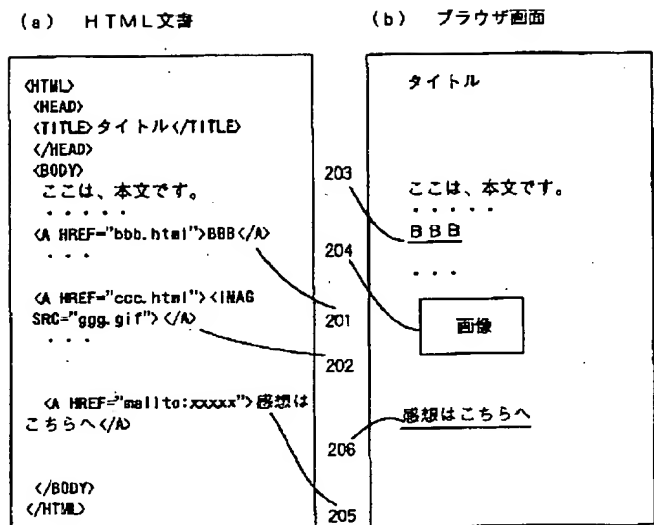 (a) HTML文書
<HTML>
<HEAD>
<TITLE>タイトル</TITLE>
</HEAD>
<BODY>
ここは、本文です。
・・・・・
<A HREF="bbb.html">BBB</A>
・・・
<A HREF="ccc.html"><INAG
SRC="ggg.gif"></A>
・・・
<A HREF="mailto:xxxxx">感想は
こちらへ</A>
</BODY>
</HTML>
203
204
201
202
206
205
(b) ブラウザ画面
タイトル
ここは、本文です。
・・・・・
BBB
・・・
画像
感想はこちらへ